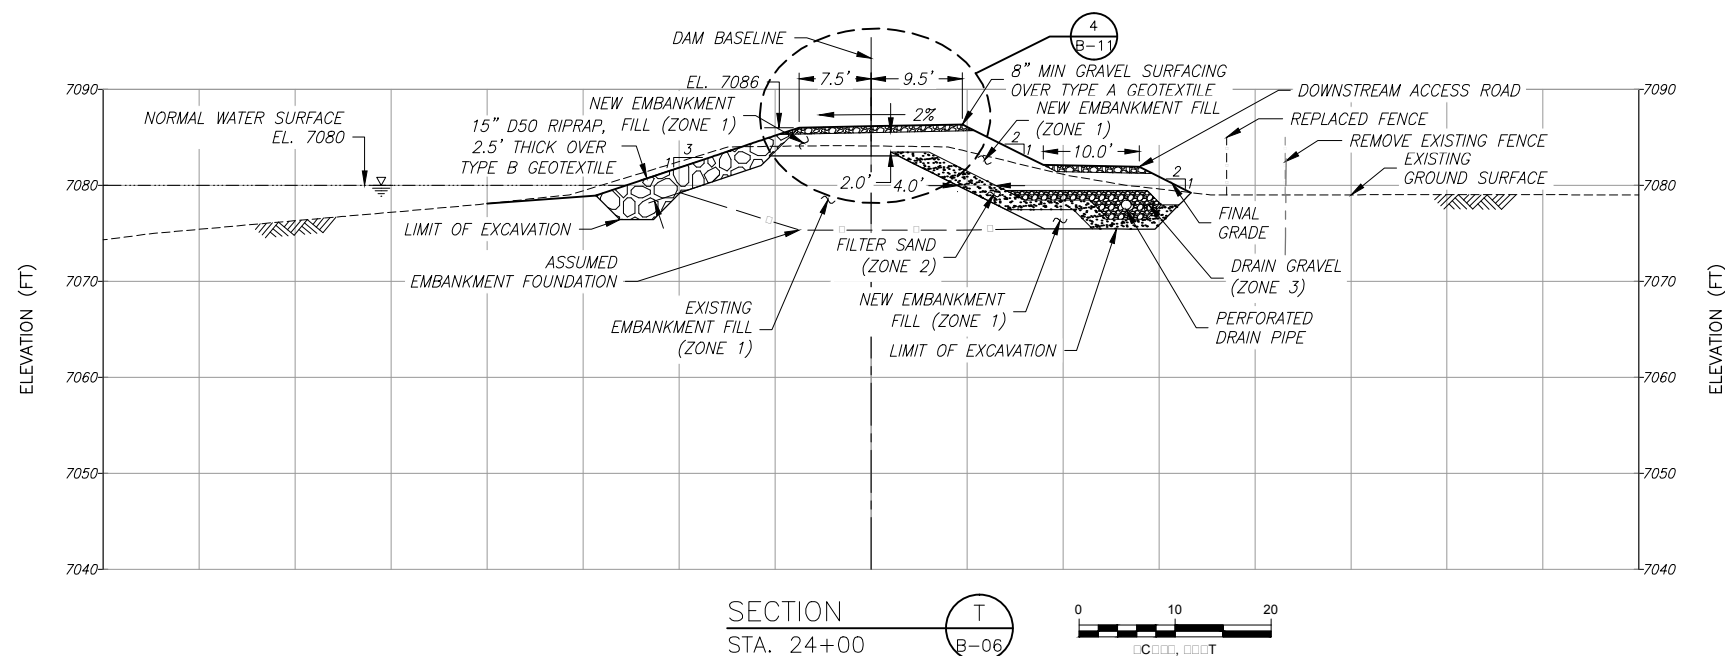 4
B-11
DAM BASELINE
7.5'
9.5'
8" MIN GRAVEL SURFACING
OVER TYPE A GEOTEXTILE
EL. 7086
7090
7090
NEW EMBANKMENT
FILL (ZONE 1)
NEW EMBANKMENT FILL
(ZONE 1)
DOWNSTREAM ACCESS ROAD
NORMAL WATER SURFACE
EL. 7080
15" D50 RIPRAP,
2.5' THICK OVER
TYPE B GEOTEXTILE
2%
REPLACED FENCE
REMOVE EXISTING FENCE
EXISTING
GROUND SURFACE
3
1
2
1
10.0'
2
1
7080
7080
2.0'
4.0'
LIMIT OF EXCAVATION
FINAL
GRADE
FILTER SAND
(ZONE 2)
ASSUMED
EMBANKMENT FOUNDATION
DRAIN GRAVEL
(ZONE 3)
7070
7070
EXISTING
EMBANKMENT FILL
(ZONE 1)
NEW EMBANKMENT
FILL (ZONE 1)
PERFORATED
DRAIN PIPE
LIMIT OF EXCAVATION
ELEVATION (FT)
ELEVATION (FT)
7060
7060
7050
7050
7040
7040
SECTION
STA. 24+00
T
B-06
0 10 20